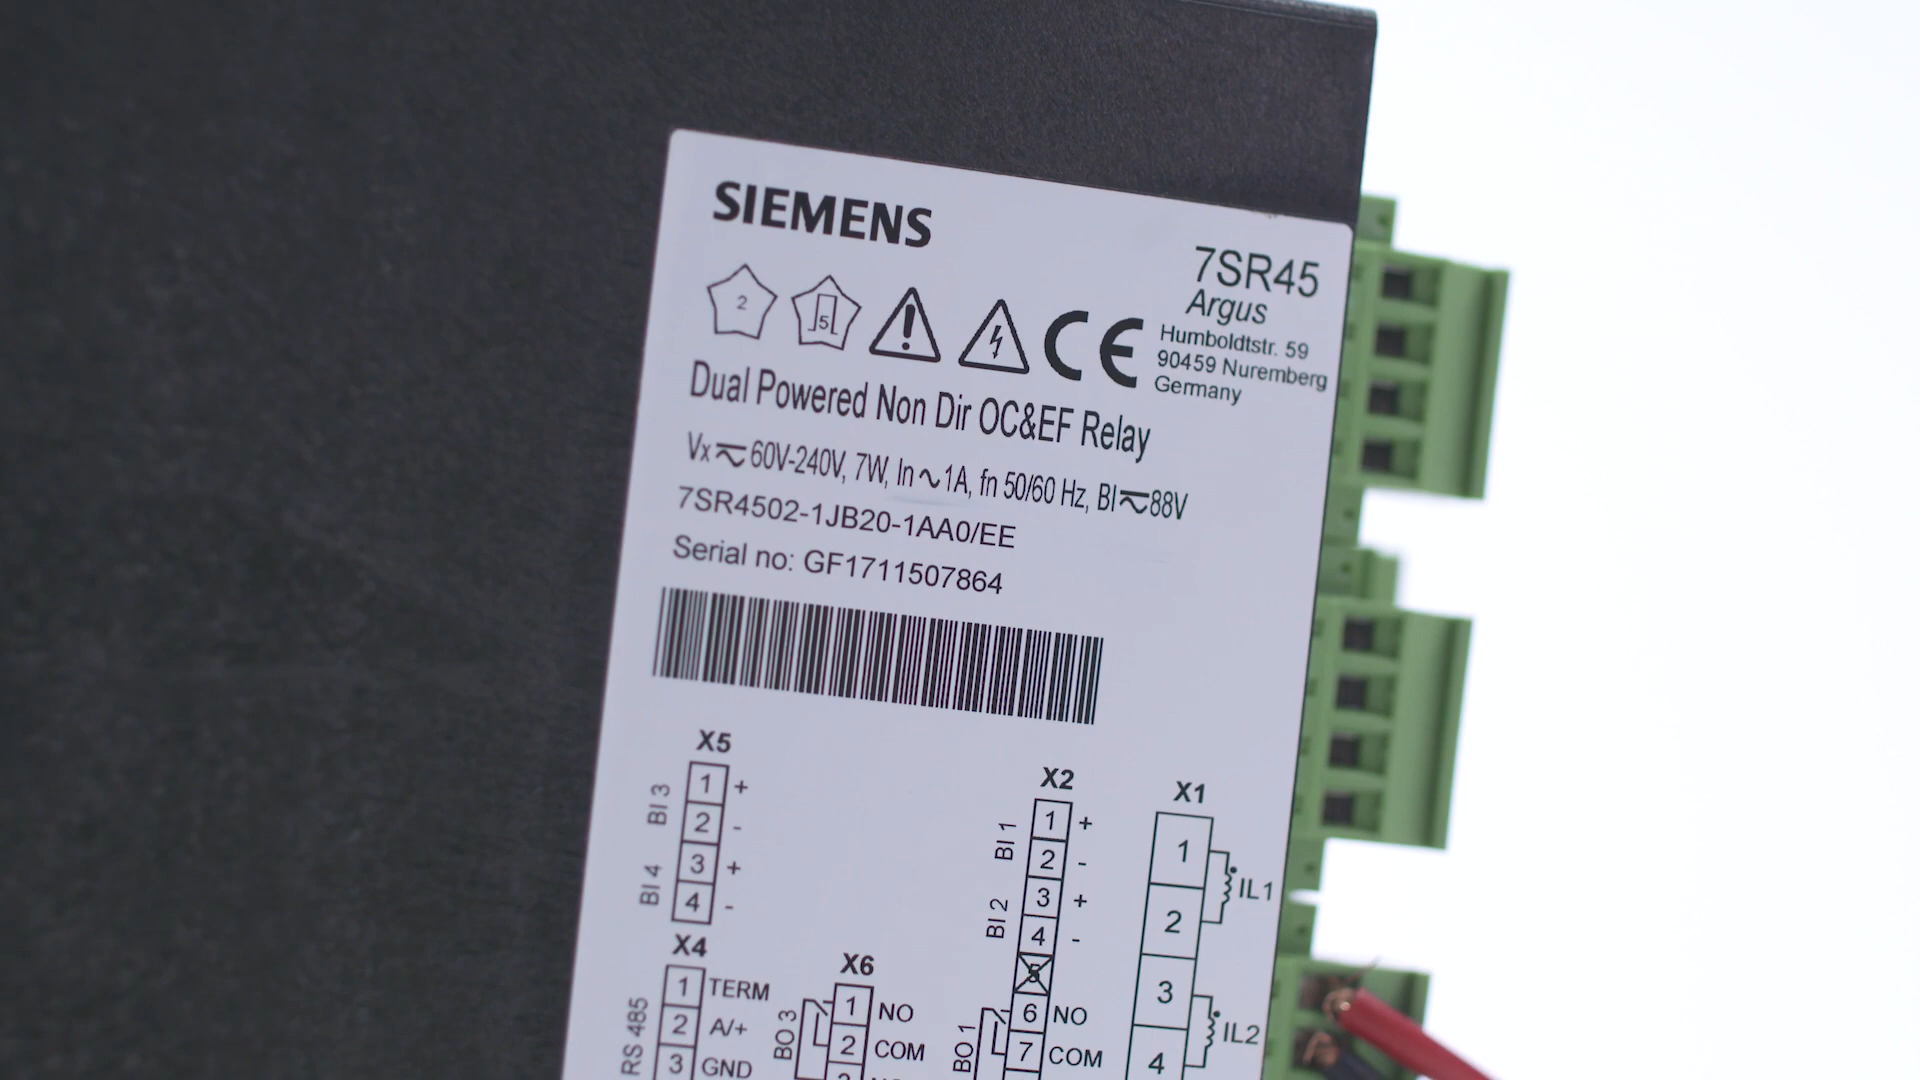 SIEMENS
7SR45
Argus
Humboldtstr. 59
90459 Nuremberg
Germany
2
5
CE
Dual Powered Non Dir OC&EF Relay
Vx⏦60V-240V, 7W, In∿1A, fn 50/60 Hz, BI⏦88V
7SR4502-1JB20-1AA0/EE
Serial no: GF1711507864
X5
BI 3
1 +
2 -
BI 4
3 +
4 -
X4
RS 485
1 TERM
2 A/+
3 GND
X6
BO 3
1 NO
2 COM
X2
BI 1
1 +
2 -
BI 2
3 +
4 -
5
BO 1
6 NO
7 COM
X1
1
2
IL1
3
4
IL2